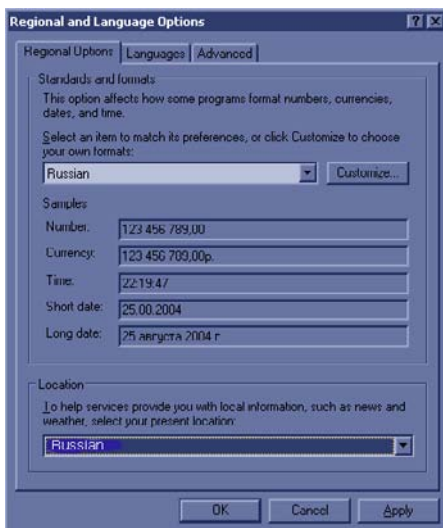 Regional and Language Options
Regional Options Languages Advanced
Standards and formats
This option affects how some programs format numbers, currencies,
dates, and time.
Select an item to match its preferences, or click Customize to choose
your own formats:
Russian Customize...
Samples
Number: 123 456 789,00
Currency: 123 456 789,00р.
Time: 22:19:47
Short date: 25.08.2004
Long date: 25 августа 2004 г.
Location
To help services provide you with local information, such as news and
weather, select your present location:
Russian
OK Cancel Apply